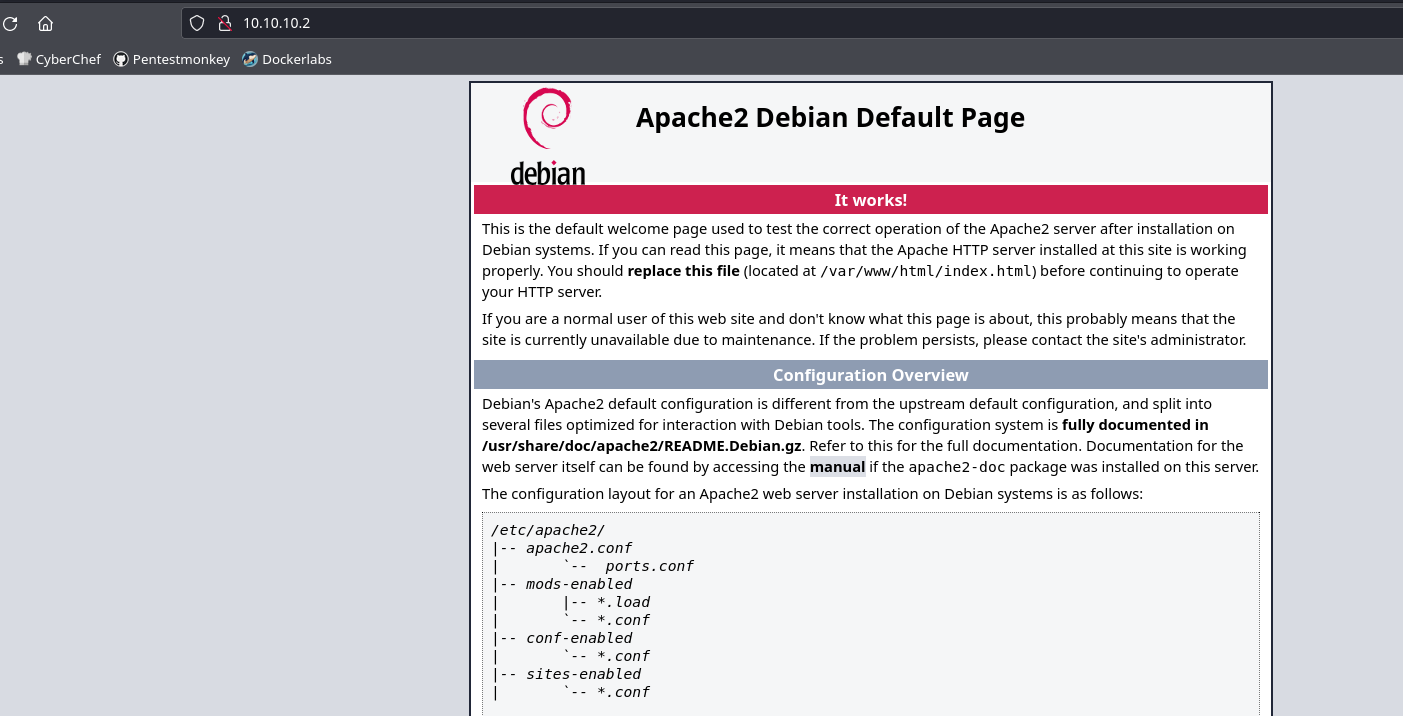 10.10.10.2
s CyberChef Pentestmonkey Dockerlabs
debian
Apache2 Debian Default Page
It works!
This is the default welcome page used to test the correct operation of the Apache2 server after installation on
Debian systems. If you can read this page, it means that the Apache HTTP server installed at this site is working
properly. You should replace this file (located at /var/www/html/index.html) before continuing to operate
your HTTP server.
If you are a normal user of this web site and don't know what this page is about, this probably means that the
site is currently unavailable due to maintenance. If the problem persists, please contact the site's administrator.
Configuration Overview
Debian's Apache2 default configuration is different from the upstream default configuration, and split into
several files optimized for interaction with Debian tools. The configuration system is fully documented in
/usr/share/doc/apache2/README.Debian.gz. Refer to this for the full documentation. Documentation for the
web server itself can be found by accessing the manual if the apache2-doc package was installed on this server.
The configuration layout for an Apache2 web server installation on Debian systems is as follows:
/etc/apache2/
|-- apache2.conf
|       `--  ports.conf
|-- mods-enabled
|       |-- *.load
|       `-- *.conf
|-- conf-enabled
|       `-- *.conf
|-- sites-enabled
|       `-- *.conf